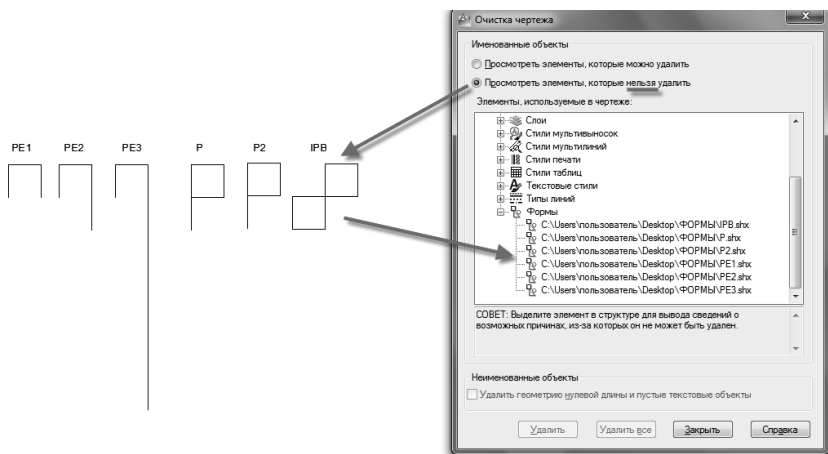 PE1 PE2 PE3 P P2 IPB
Очистка чертежа
Именованные объекты
Просмотреть элементы, которые можно удалить
Просмотреть элементы, которые нельзя удалить
Элементы, используемые в чертеже:
Слои
Стили мультивыносок
Стили мультилиний
Стили печати
Стили таблиц
Текстовые стили
Типы линий
Формы
C:\Users\пользователь\Desktop\ФОРМЫ\IPB.shx
C:\Users\пользователь\Desktop\ФОРМЫ\P.shx
C:\Users\пользователь\Desktop\ФОРМЫ\P2.shx
C:\Users\пользователь\Desktop\ФОРМЫ\PE1.shx
C:\Users\пользователь\Desktop\ФОРМЫ\PE2.shx
C:\Users\пользователь\Desktop\ФОРМЫ\PE3.shx
СОВЕТ: Выделите элемент в структуре для вывода сведений о
возможных причинах, из-за которых он не может быть удален.
Неименованные объекты
Удалить геометрию нулевой длины и пустые текстовые объекты
Удалить Удалить все Закрыть Справка